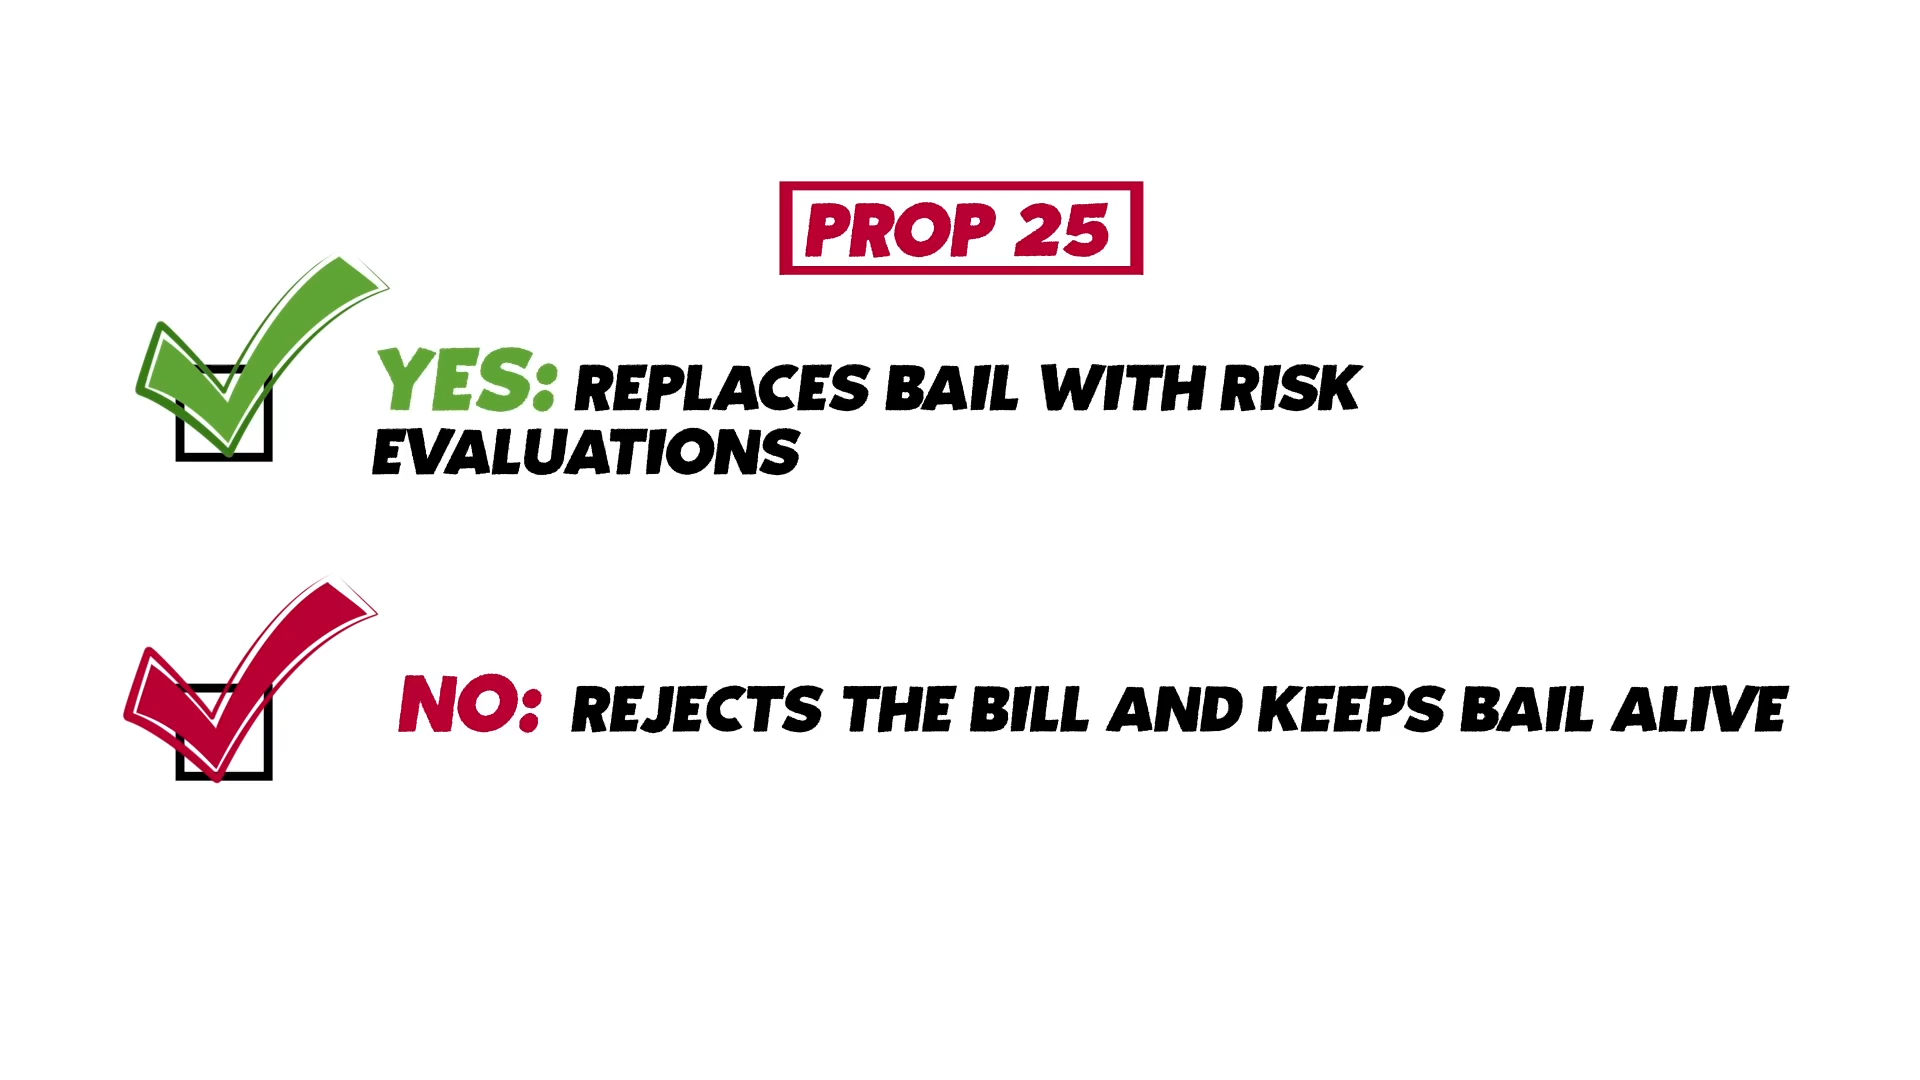 PROP 25
YES: REPLACES BAIL WITH RISK
EVALUATIONS
NO: REJECTS THE BILL AND KEEPS BAIL ALIVE